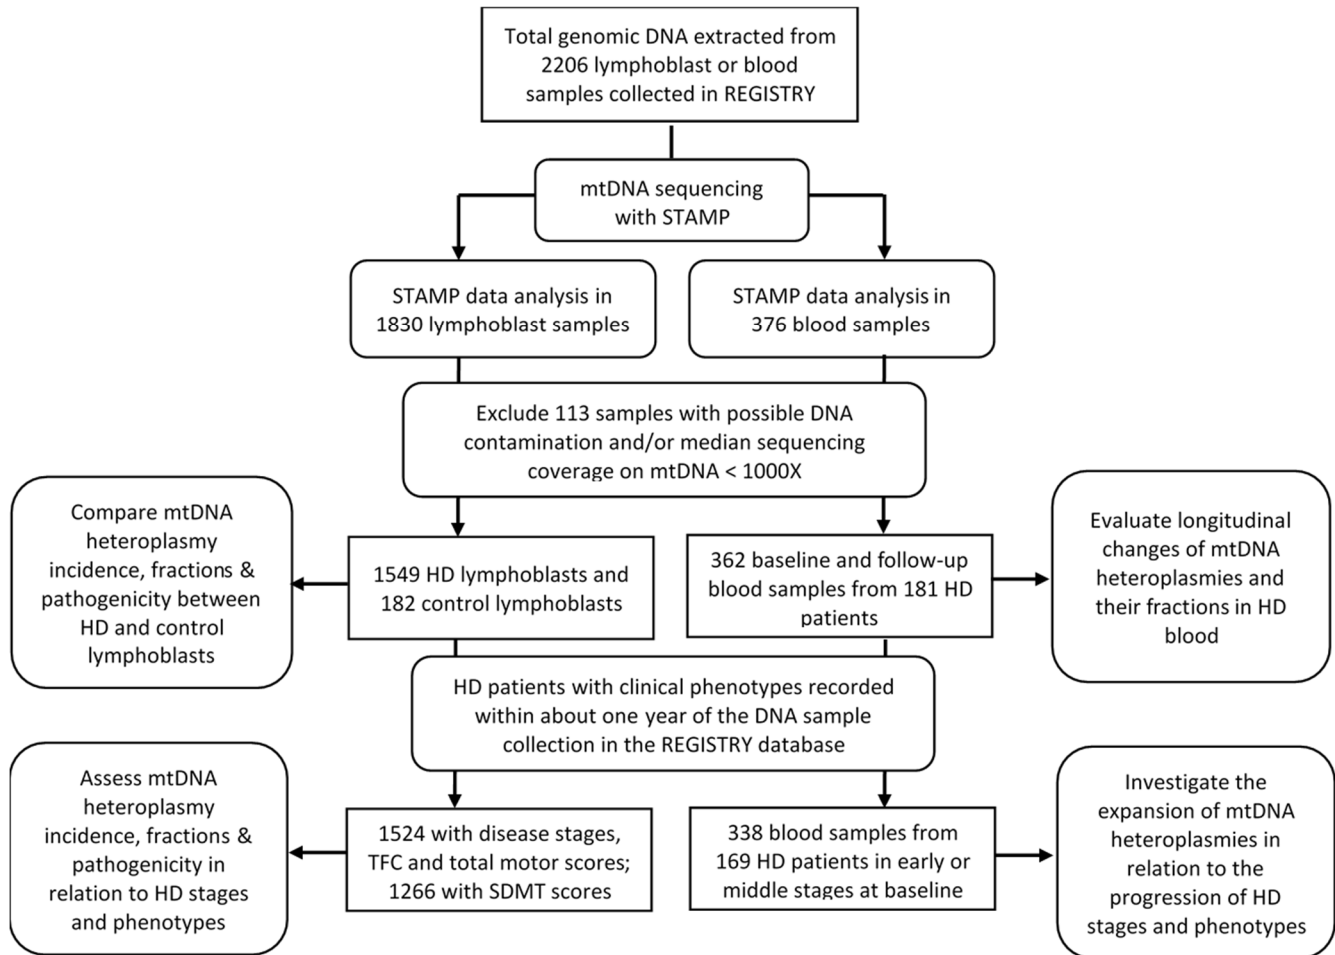 Total genomic DNA extracted from
2206 lymphoblast or blood
samples collected in REGISTRY
mtDNA sequencing
with STAMP
STAMP data analysis in
1830 lymphoblast samples
STAMP data analysis in
376 blood samples
Exclude 113 samples with possible DNA
contamination and/or median sequencing
coverage on mtDNA < 1000X
Compare mtDNA
heteroplasmy
incidence, fractions &
pathogenicity between
HD and control
lymphoblasts
1549 HD lymphoblasts and
182 control lymphoblasts
362 baseline and follow-up
blood samples from 181 HD
patients
Evaluate longitudinal
changes of mtDNA
heteroplasmies and
their fractions in HD
blood
HD patients with clinical phenotypes recorded
within about one year of the DNA sample
collection in the REGISTRY database
Assess mtDNA
heteroplasmy
incidence, fractions &
pathogenicity in
relation to HD stages
and phenotypes
1524 with disease stages,
TFC and total motor scores;
1266 with SDMT scores
338 blood samples from
169 HD patients in early or
middle stages at baseline
Investigate the
expansion of mtDNA
heteroplasmies in
relation to the
progression of HD
stages and phenotypes